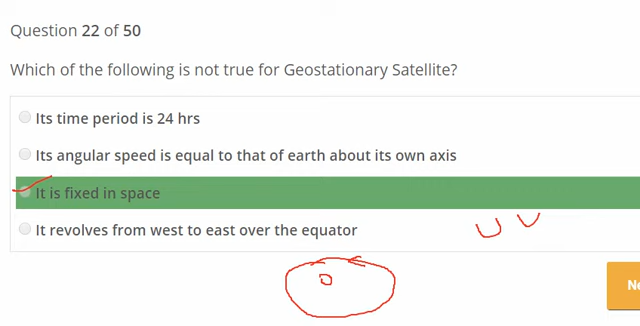 Question 22 of 50
Which of the following is not true for Geostationary Satellite?
Its time period is 24 hrs
Its angular speed is equal to that of earth about its own axis
It is fixed in space
It revolves from west to east over the equator